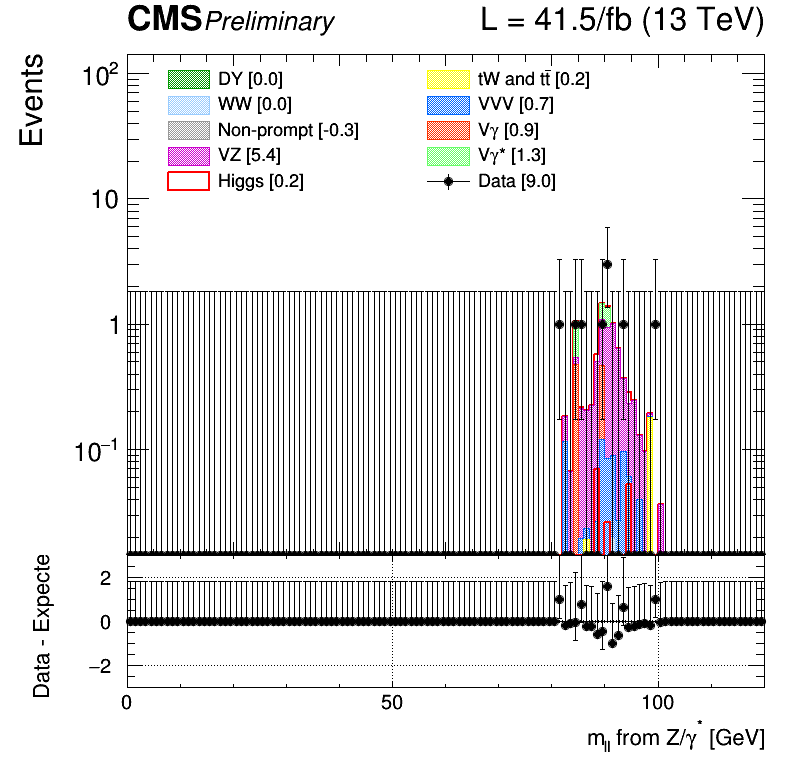 CMS Preliminary L = 41.5/fb (13 TeV)
Events
10²
10
1
10⁻¹
DY [0.0]
WW [0.0]
Non-prompt [-0.3]
VZ [5.4]
Higgs [0.2]
tW and tt̄ [0.2]
VVV [0.7]
Vγ [0.9]
Vγ* [1.3]
Data [9.0]
Data - Expecte
2
0
−2
0 50 100
m_ll from Z/γ* [GeV]